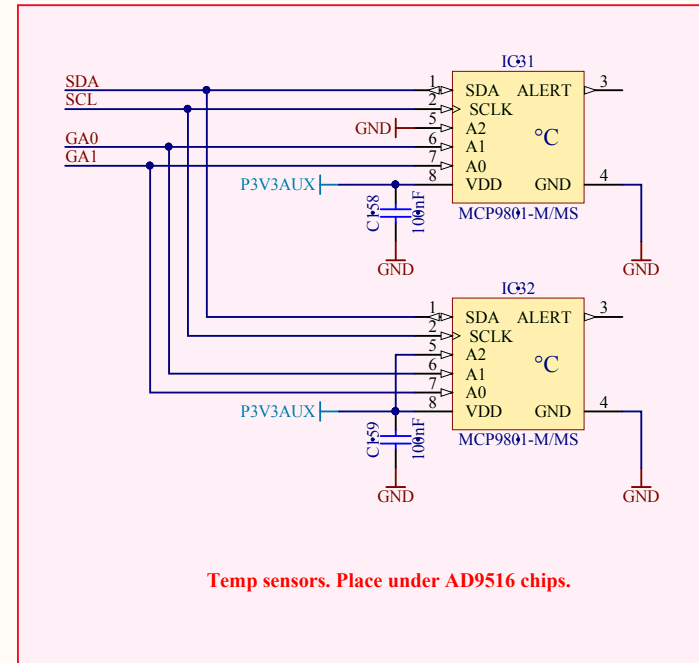 IC31
SDA 1 SDA ALERT 3
SCL 2 SCLK
GND 5 A2 °C
GA0 6 A1
GA1 7 A0
P3V3AUX 8 VDD GND 4
C158 100nF MCP9801-M/MS
GND GND
IC32
1 SDA ALERT 3
2 SCLK
5 A2 °C
6 A1
7 A0
P3V3AUX 8 VDD GND 4
C159 100nF MCP9801-M/MS
GND GND
Temp sensors. Place under AD9516 chips.